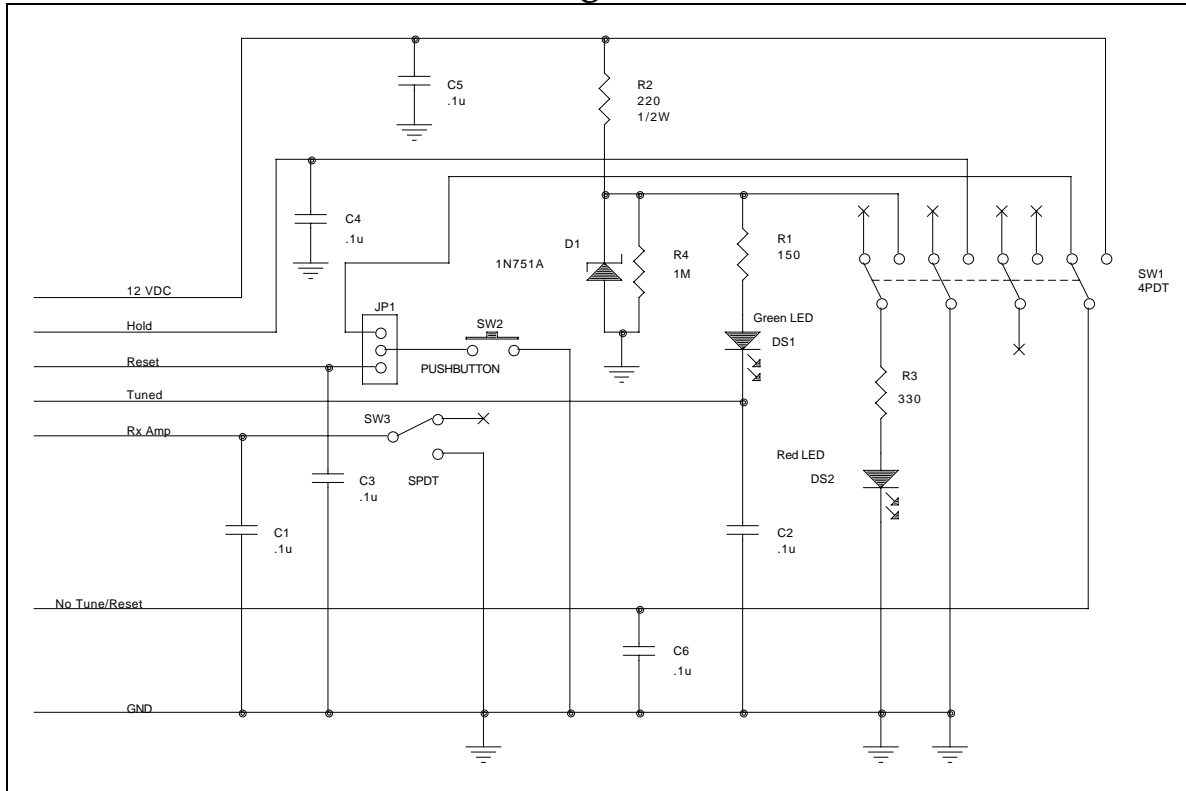 C5
.1u
R2
220
1/2W
C4
.1u
D1
1N751A
R4
1M
R1
150
SW1
4PDT
12 VDC
Hold
JP1
SW2
Green LED
DS1
Reset
PUSHBUTTON
R3
330
Tuned
SW3
Rx Amp
Red LED
DS2
C3
.1u
SPDT
C1
.1u
C2
.1u
No Tune/Reset
C6
.1u
GND